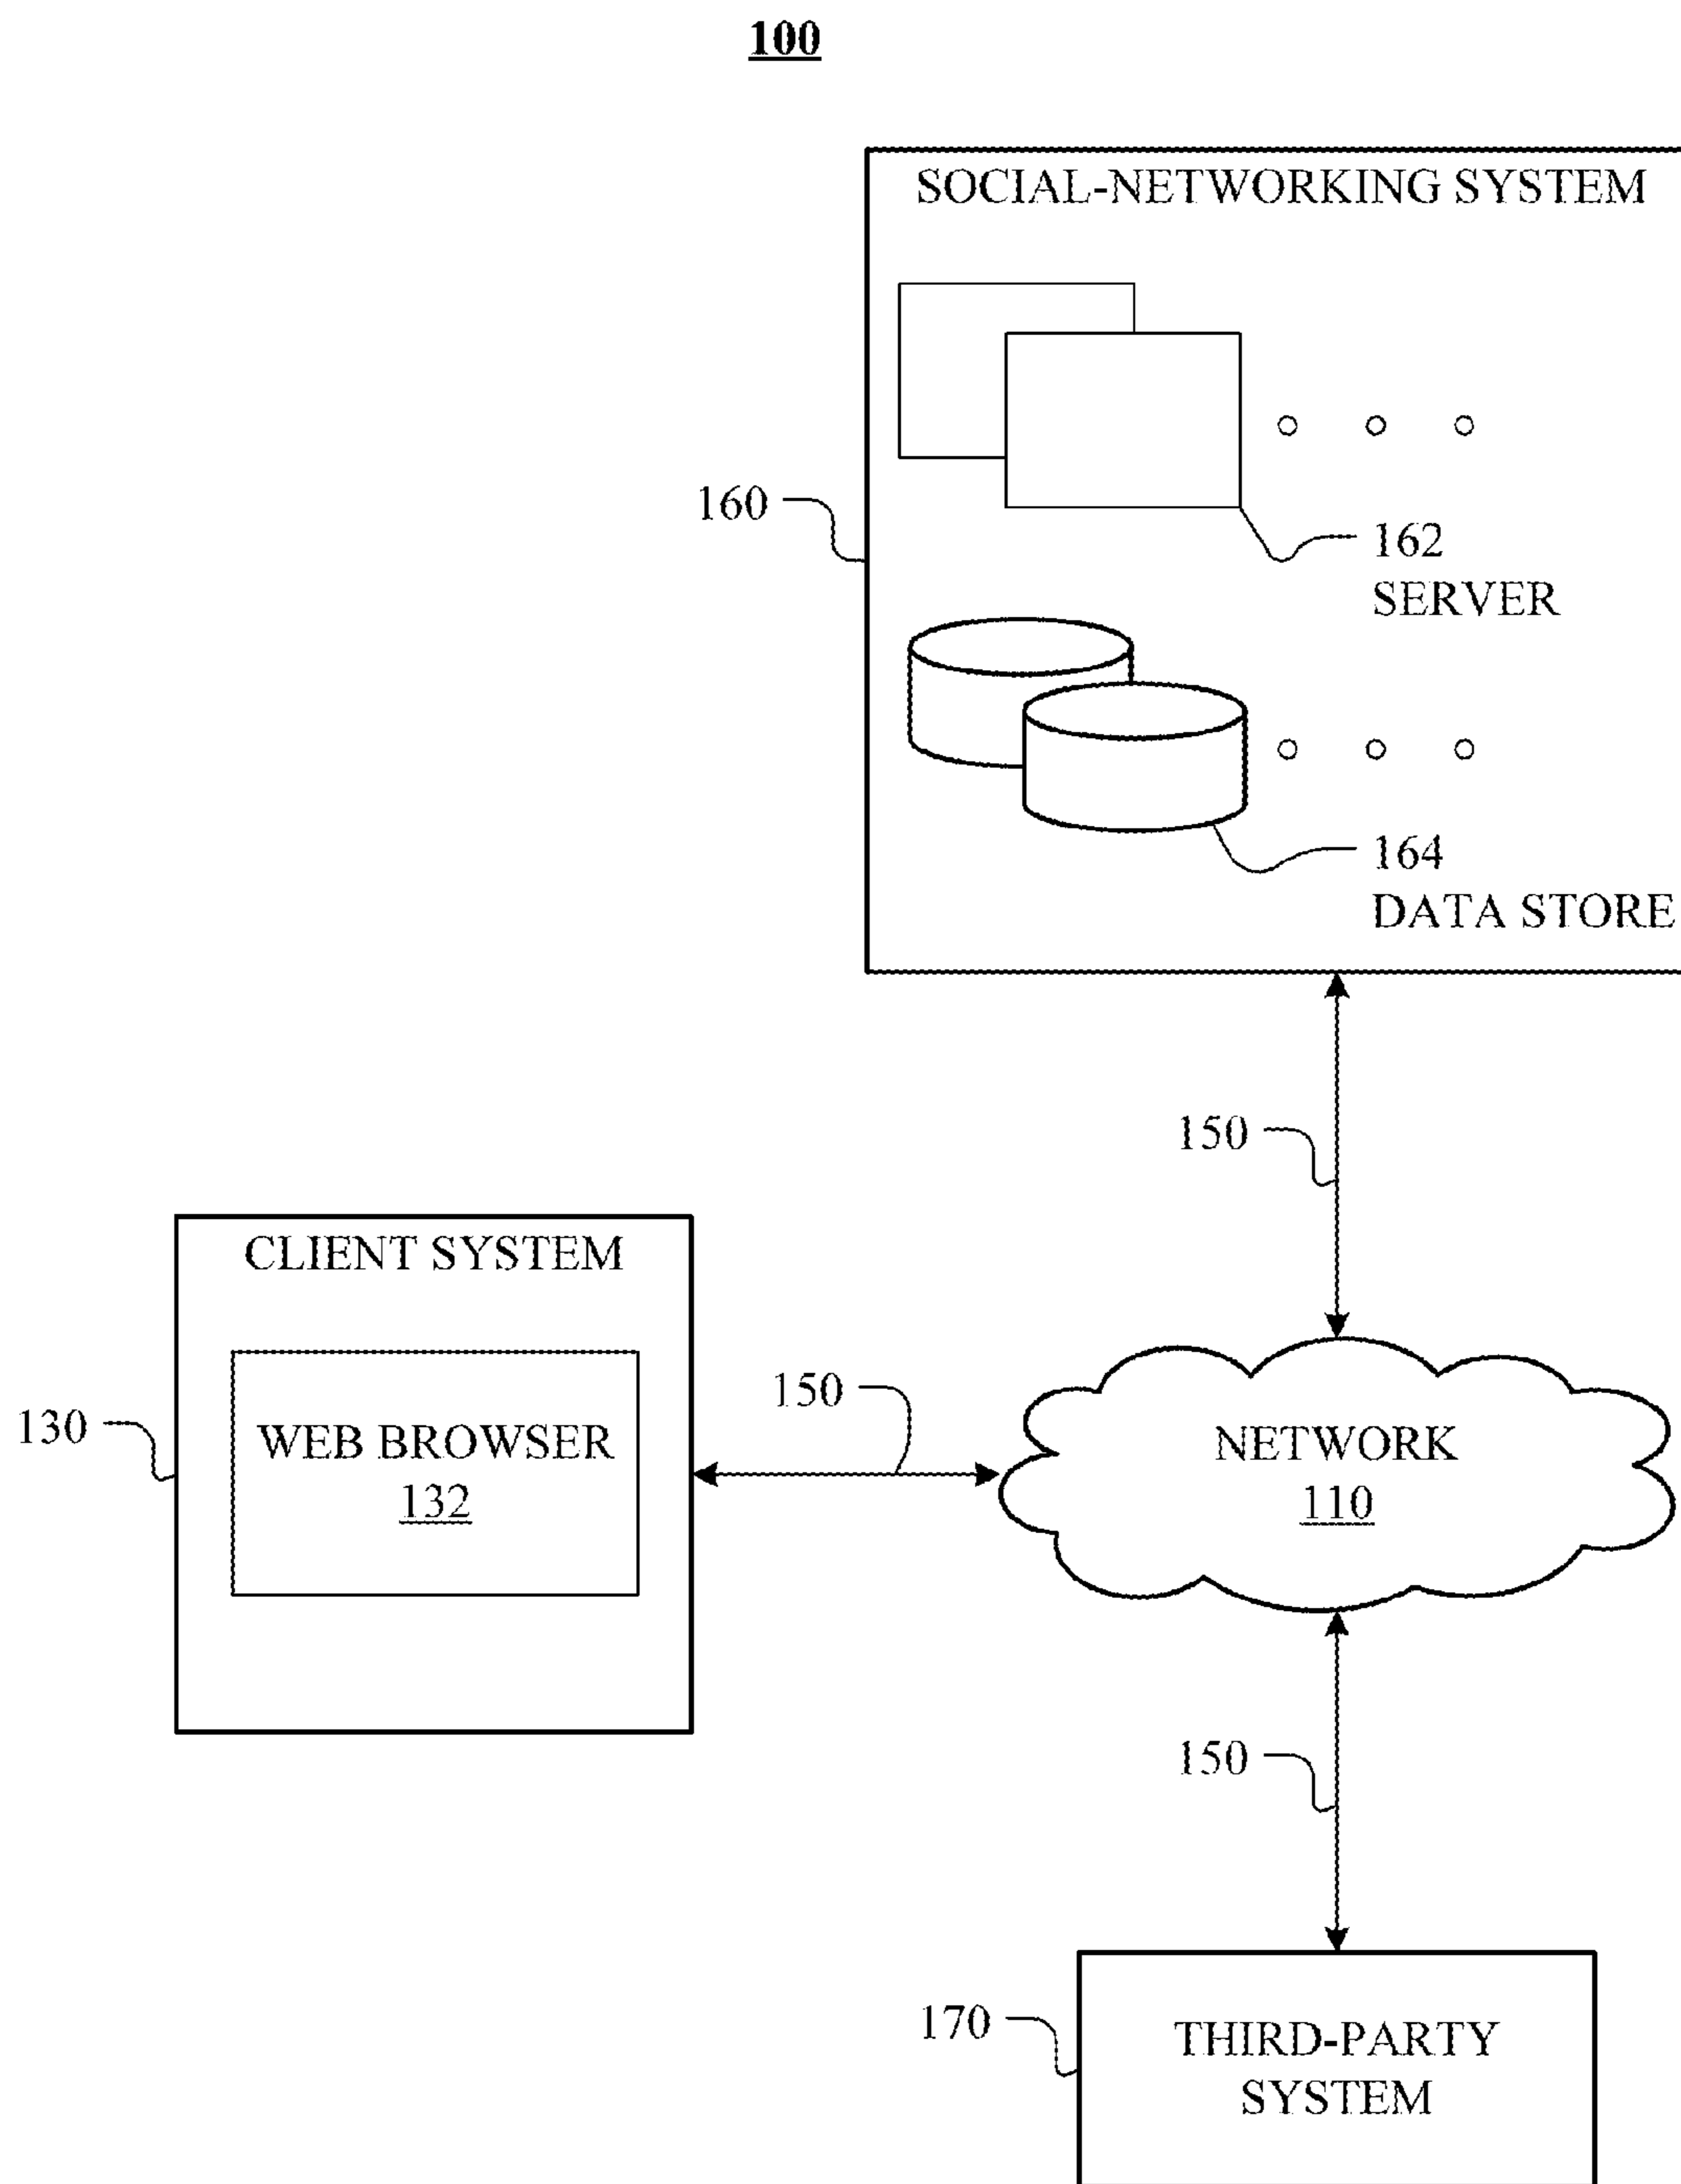 100
SOCIAL-NETWORKING SYSTEM
160
162
SERVER
164
DATA STORE
150
CLIENT SYSTEM
130
WEB BROWSER
132
150
NETWORK
110
150
170
THIRD-PARTY
SYSTEM